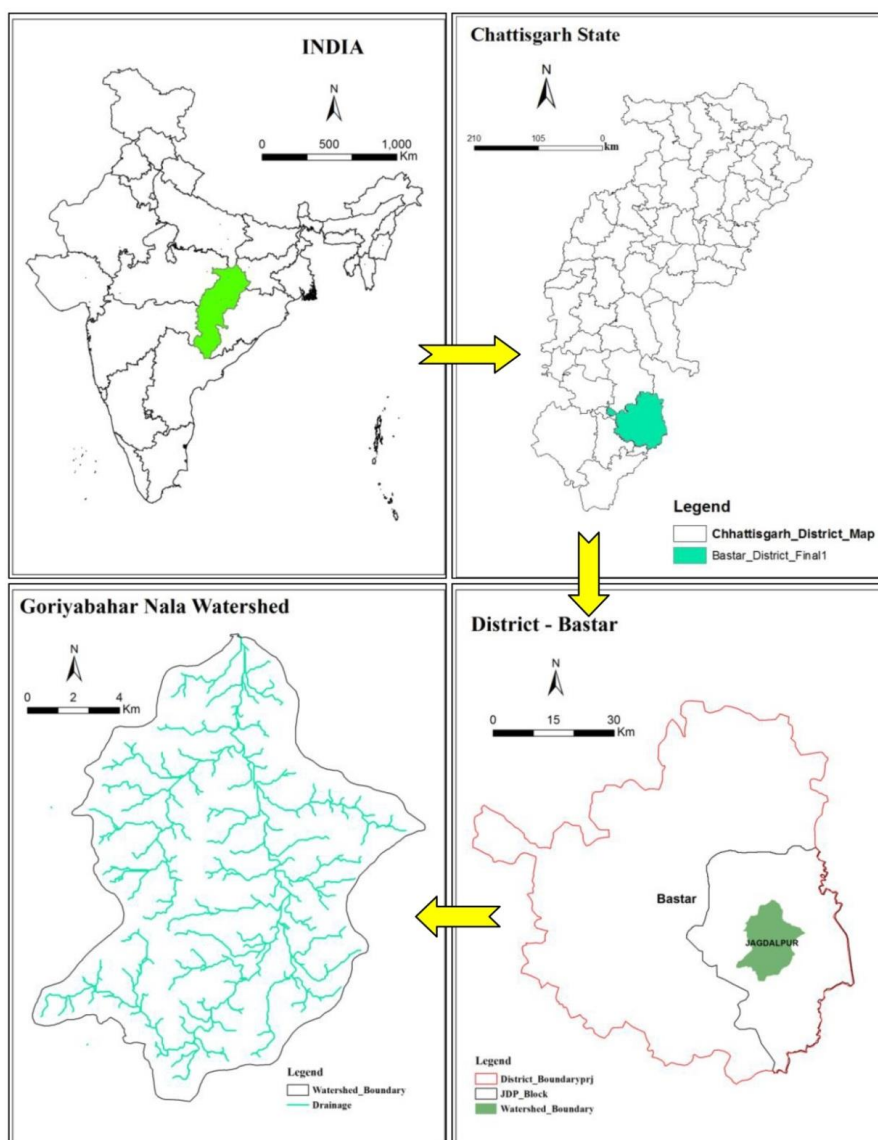 INDIA
N
0 500 1,000
Km
Chattisgarh State
N
210 105 0
km
Legend
Chhattisgarh_District_Map
Bastar_District_Final1
Goriyabahar Nala Watershed
N
0 2 4
Km
Legend
Watershed_Boundary
Drainage
District - Bastar
N
0 15 30
Km
Bastar
JAGDALPUR
Legend
District_Boundaryprj
JDP_Block
Watershed_Boundary